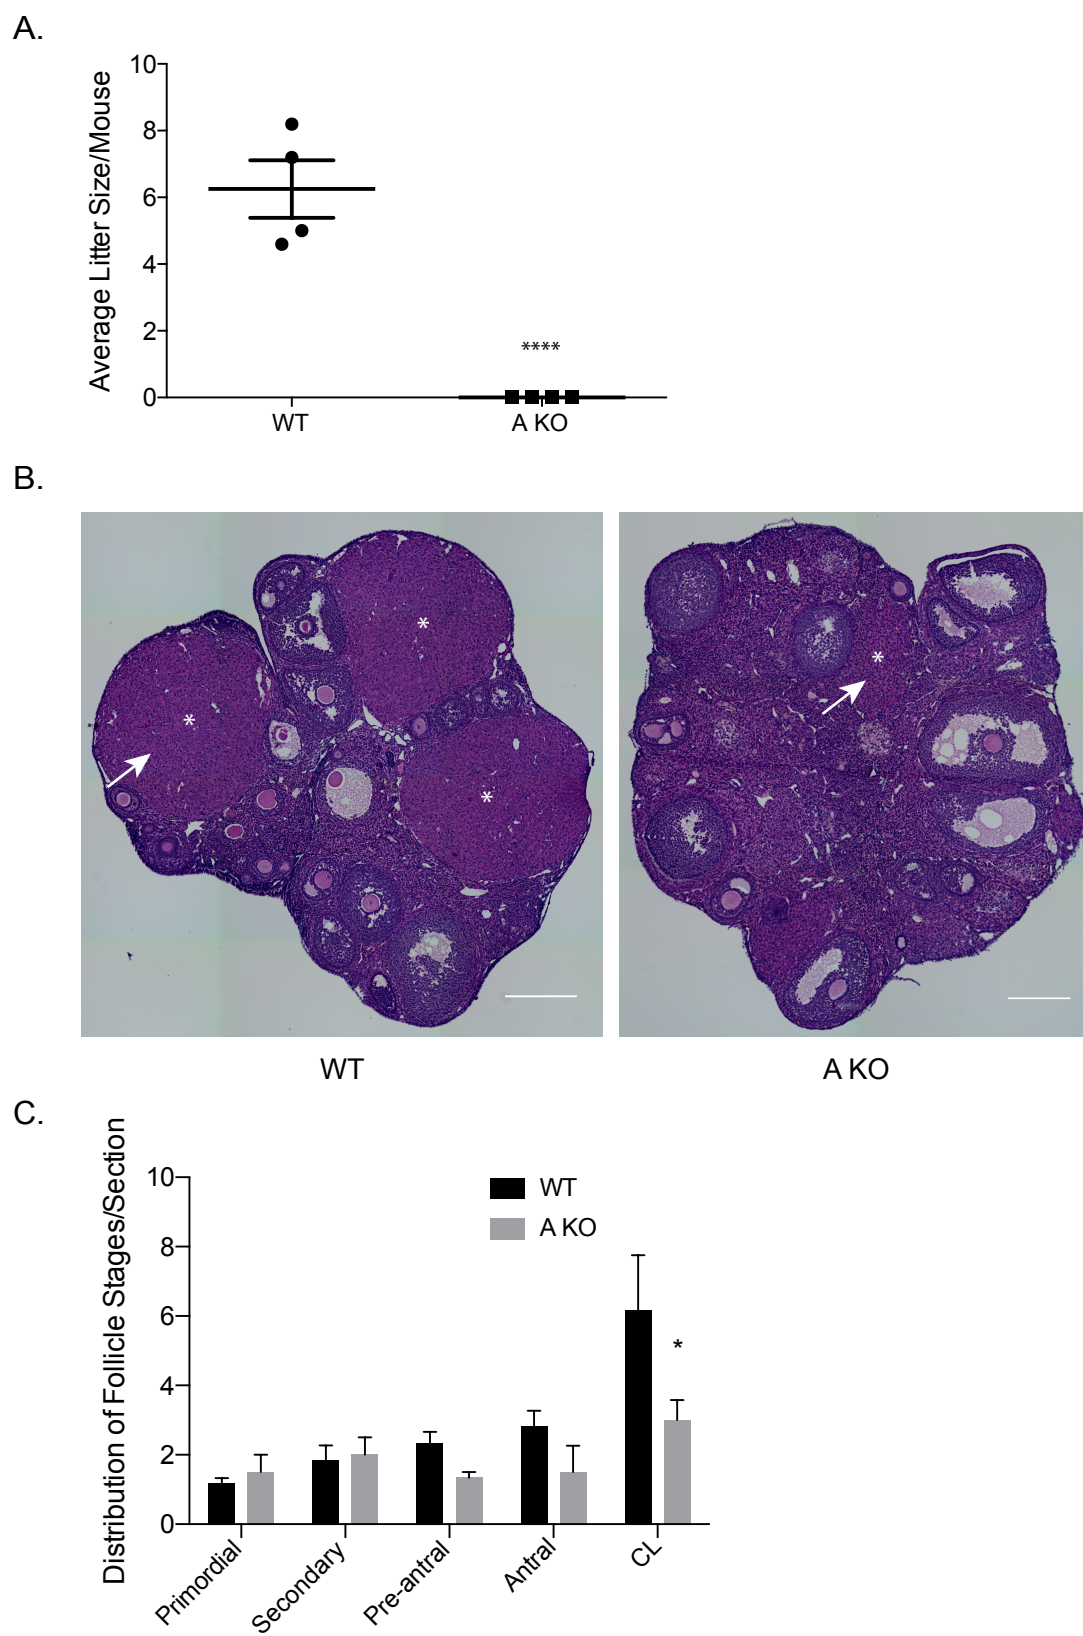 A.
Average Litter Size/Mouse
10
8
6
4
2
0
****
WT
A KO
B.
*
*
*
*
WT
A KO
C.
Distribution of Follicle Stages/Section
10
8
6
4
2
0
WT
A KO
*
Primordial
Secondary
Pre-antral
Antral
CL